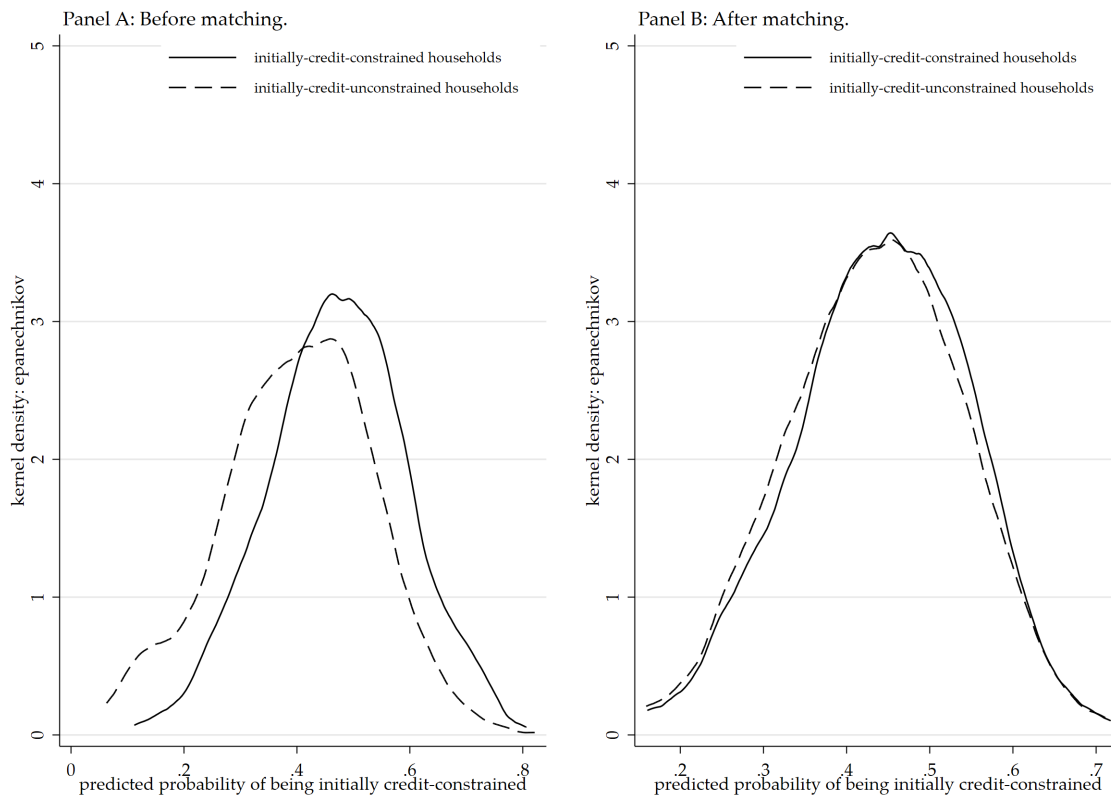 Panel A: Before matching.
initially-credit-constrained households
initially-credit-unconstrained households
kernel density: epanechnikov
5
4
3
2
1
0
0 .2 .4 .6 .8
predicted probability of being initially credit-constrained
Panel B: After matching.
initially-credit-constrained households
initially-credit-unconstrained households
kernel density: epanechnikov
5
4
3
2
1
0
.2 .3 .4 .5 .6 .7
predicted probability of being initially credit-constrained